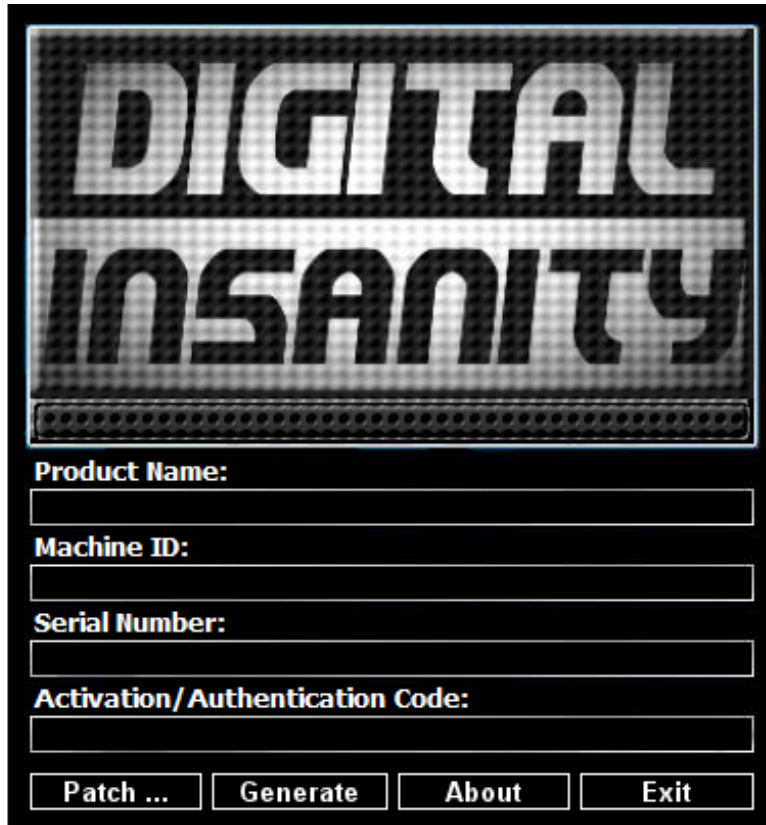 DIGITAL
INSANITY
Product Name:
Machine ID:
Serial Number:
Activation/Authentication Code:
Patch ... Generate About Exit